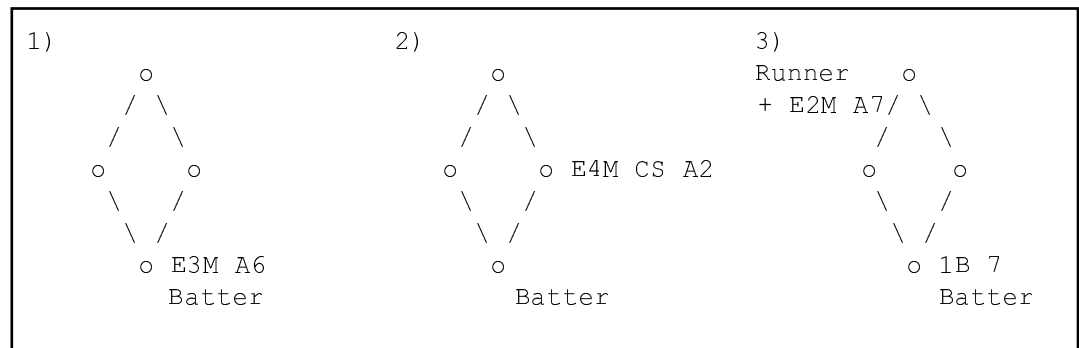 1)
E3M A6
Batter
2)
E4M CS A2
Batter
3)
Runner
+ E2M A7
1B 7
Batter